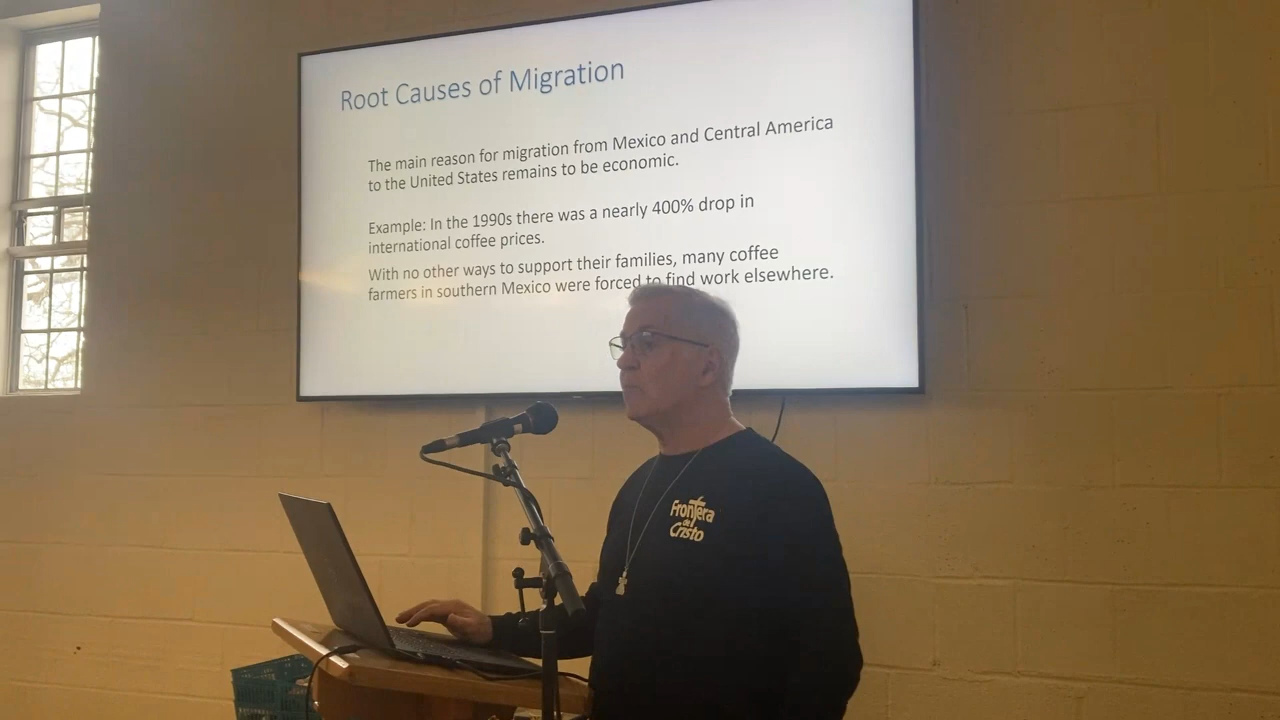 Root Causes of Migration
The main reason for migration from Mexico and Central America
to the United States remains to be economic.
Example: In the 1990s there was a nearly 400% drop in
international coffee prices.
With no other ways to support their families, many coffee
farmers in southern Mexico were forced to find work elsewhere.
Frontera
de
Cristo